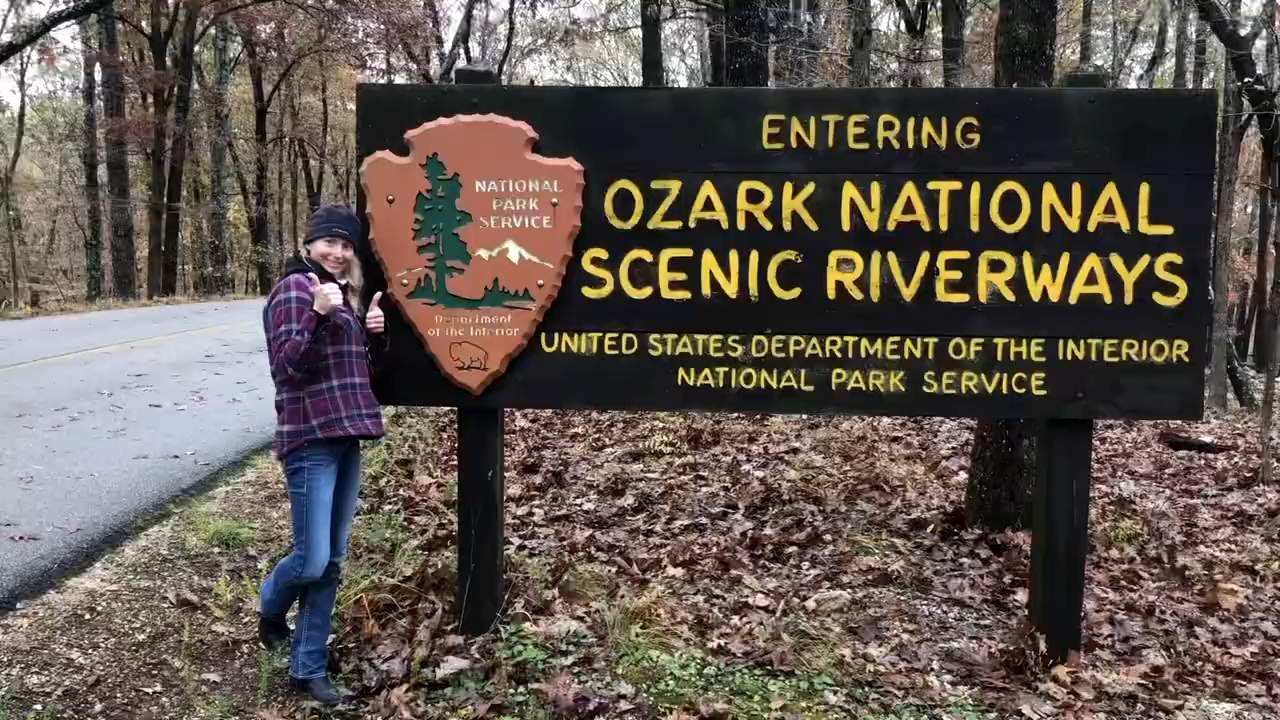 NATIONAL
PARK
SERVICE
Department
of the Interior
ENTERING
OZARK NATIONAL
SCENIC RIVERWAYS
UNITED STATES DEPARTMENT OF THE INTERIOR
NATIONAL PARK SERVICE